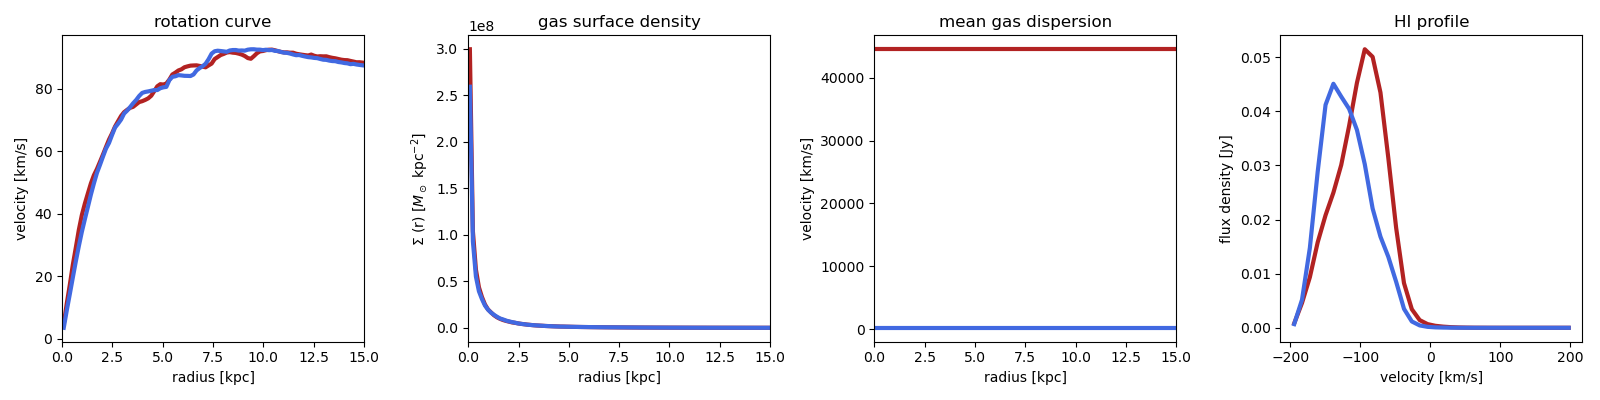 rotation curve
velocity [km/s]
80
60
40
20
0
0.0 2.5 5.0 7.5 10.0 12.5 15.0
radius [kpc]
gas surface density
1e8
Σ (r) [M⊙ kpc⁻²]
3.0
2.5
2.0
1.5
1.0
0.5
0.0
0.0 2.5 5.0 7.5 10.0 12.5 15.0
radius [kpc]
mean gas dispersion
velocity [km/s]
40000
30000
20000
10000
0
0.0 2.5 5.0 7.5 10.0 12.5 15.0
radius [kpc]
HI profile
flux density [Jy]
0.05
0.04
0.03
0.02
0.01
0.00
−200 −100 0 100 200
velocity [km/s]